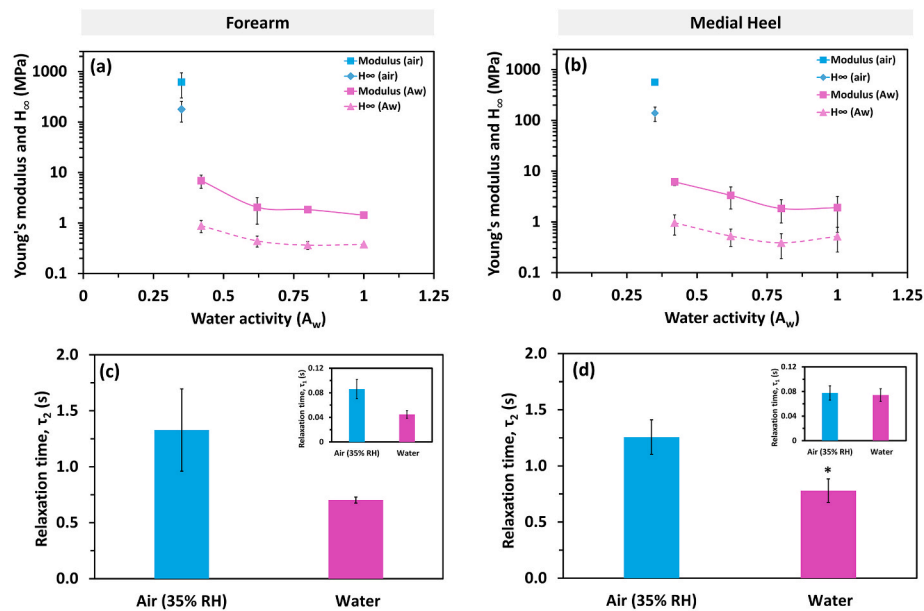 Forearm
Medial Heel
(a)
Young's modulus and H∞ (MPa)
1000
100
10
1
0.1
0
0.25
0.5
0.75
1
1.25
Water activity (Aw)
Modulus (air)
H∞ (air)
Modulus (Aw)
H∞ (Aw)
(b)
Young's modulus and H∞ (MPa)
1000
100
10
1
0.1
0
0.25
0.5
0.75
1
1.25
Water activity (Aw)
Modulus (air)
H∞ (air)
Modulus (Aw)
H∞ (Aw)
(c)
Relaxation time, τ2 (s)
2.0
1.5
1.0
0.5
0.0
Air (35% RH)
Water
Relaxation time, τ1 (s)
0.12
0.08
0.04
0
Air (35% RH)
Water
(d)
Relaxation time, τ2 (s)
2.0
1.5
1.0
0.5
0.0
*
Air (35% RH)
Water
Relaxation time, τ1 (s)
0.12
0.08
0.04
0
Air (35% RH)
Water